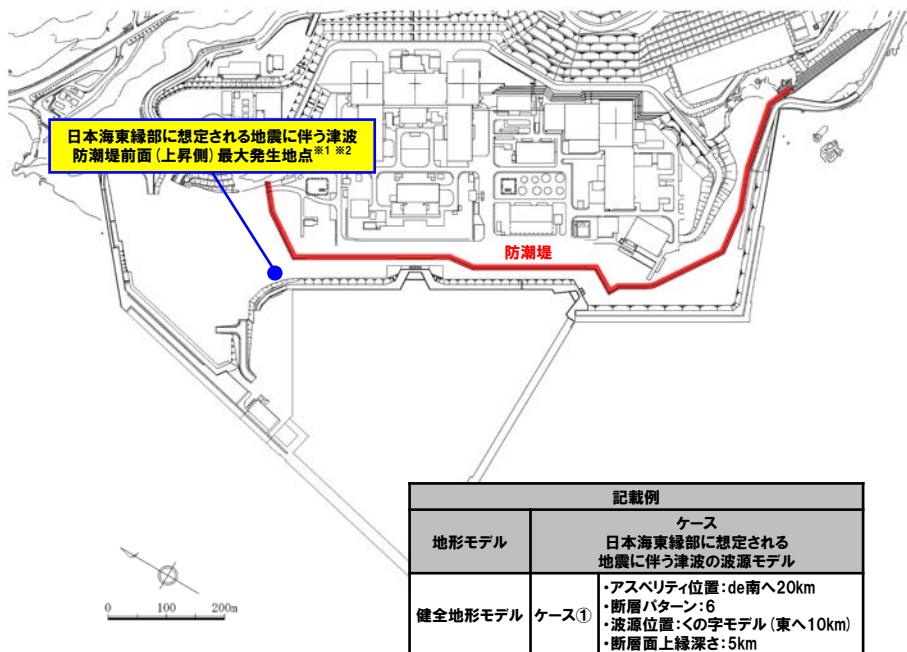 日本海東縁部に想定される地震に伴う津波
防潮堤前面(上昇側)最大発生地点※1 ※2
防潮堤
0 100 200m
記載例
地形モデル
ケース
日本海東縁部に想定される
地震に伴う津波の波源モデル
健全地形モデル
ケース①
・アスペリティ位置:de南へ20km
・断層パターン:6
・波源位置:くの字モデル(東へ10km)
・断層面上縁深さ:5km